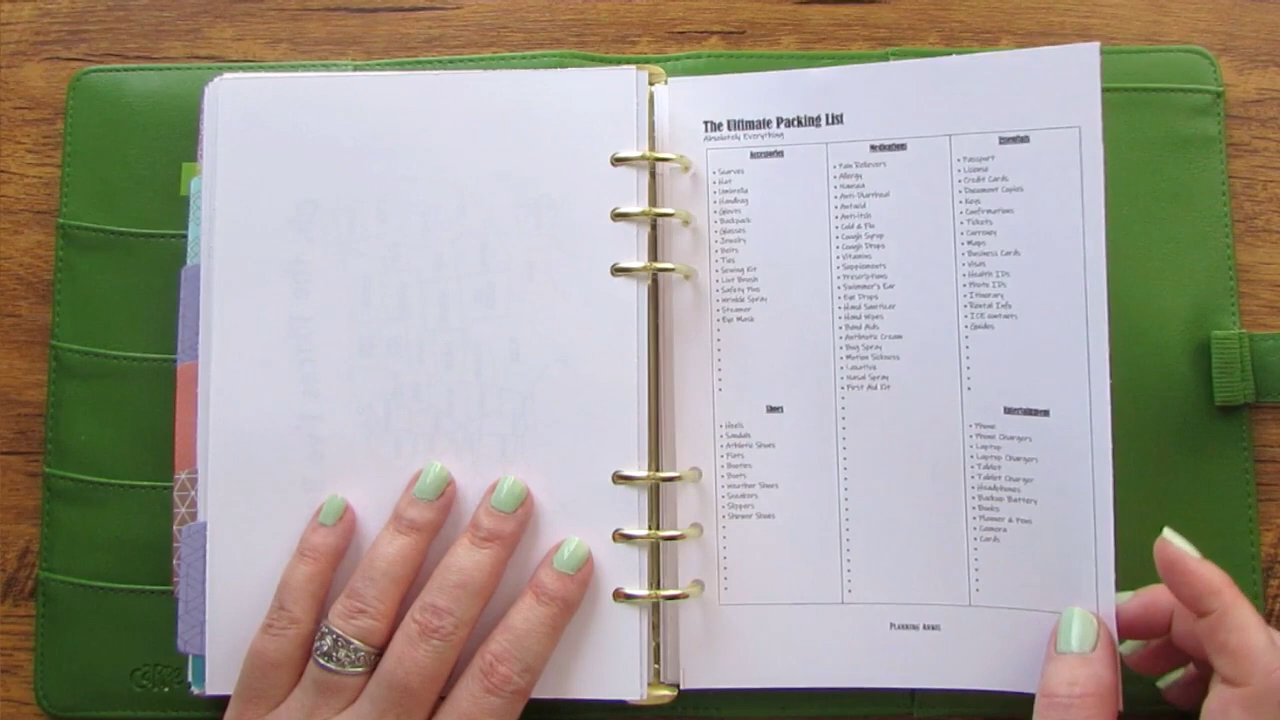 The Ultimate Packing List
Absolutely Everything
Accessories
• Scarves
• Hat
• Umbrella
• Handbag
• Gloves
• Backpack
• Glasses
• Jewelry
• Belts
• Ties
• Sewing Kit
• Lint Brush
• Safety Pins
• Wrinkle Spray
• Steamer
• Eye Mask
Shoes
• Heels
• Sandals
• Athletic Shoes
• Flats
• Booties
• Boots
• Weather Shoes
• Sneakers
• Slippers
• Shower Shoes
Medications
• Pain Relievers
• Allergy
• Nausea
• Anti-Diarrheal
• Antacid
• Anti-Itch
• Cold & Flu
• Cough Syrup
• Cough Drops
• Vitamins
• Supplements
• Prescriptions
• Swimmer's Ear
• Eye Drops
• Hand Sanitizer
• Hand Wipes
• Band Aids
• Antibiotic Cream
• Bug Spray
• Motion Sickness
• Laxative
• Nasal Spray
• First Aid Kit
Essentials
• Passport
• License
• Credit Cards
• Document Copies
• Keys
• Confirmations
• Tickets
• Currency
• Maps
• Business Cards
• Visas
• Health IDs
• Photo IDs
• Itinerary
• Rental Info
• ICE contacts
• Guides
Entertainment
• Phone
• Phone Chargers
• Laptop
• Laptop Chargers
• Tablet
• Tablet Charger
• Headphones
• Backup Battery
• Books
• Planner & Pens
• Camera
• Cards
Planning Annie